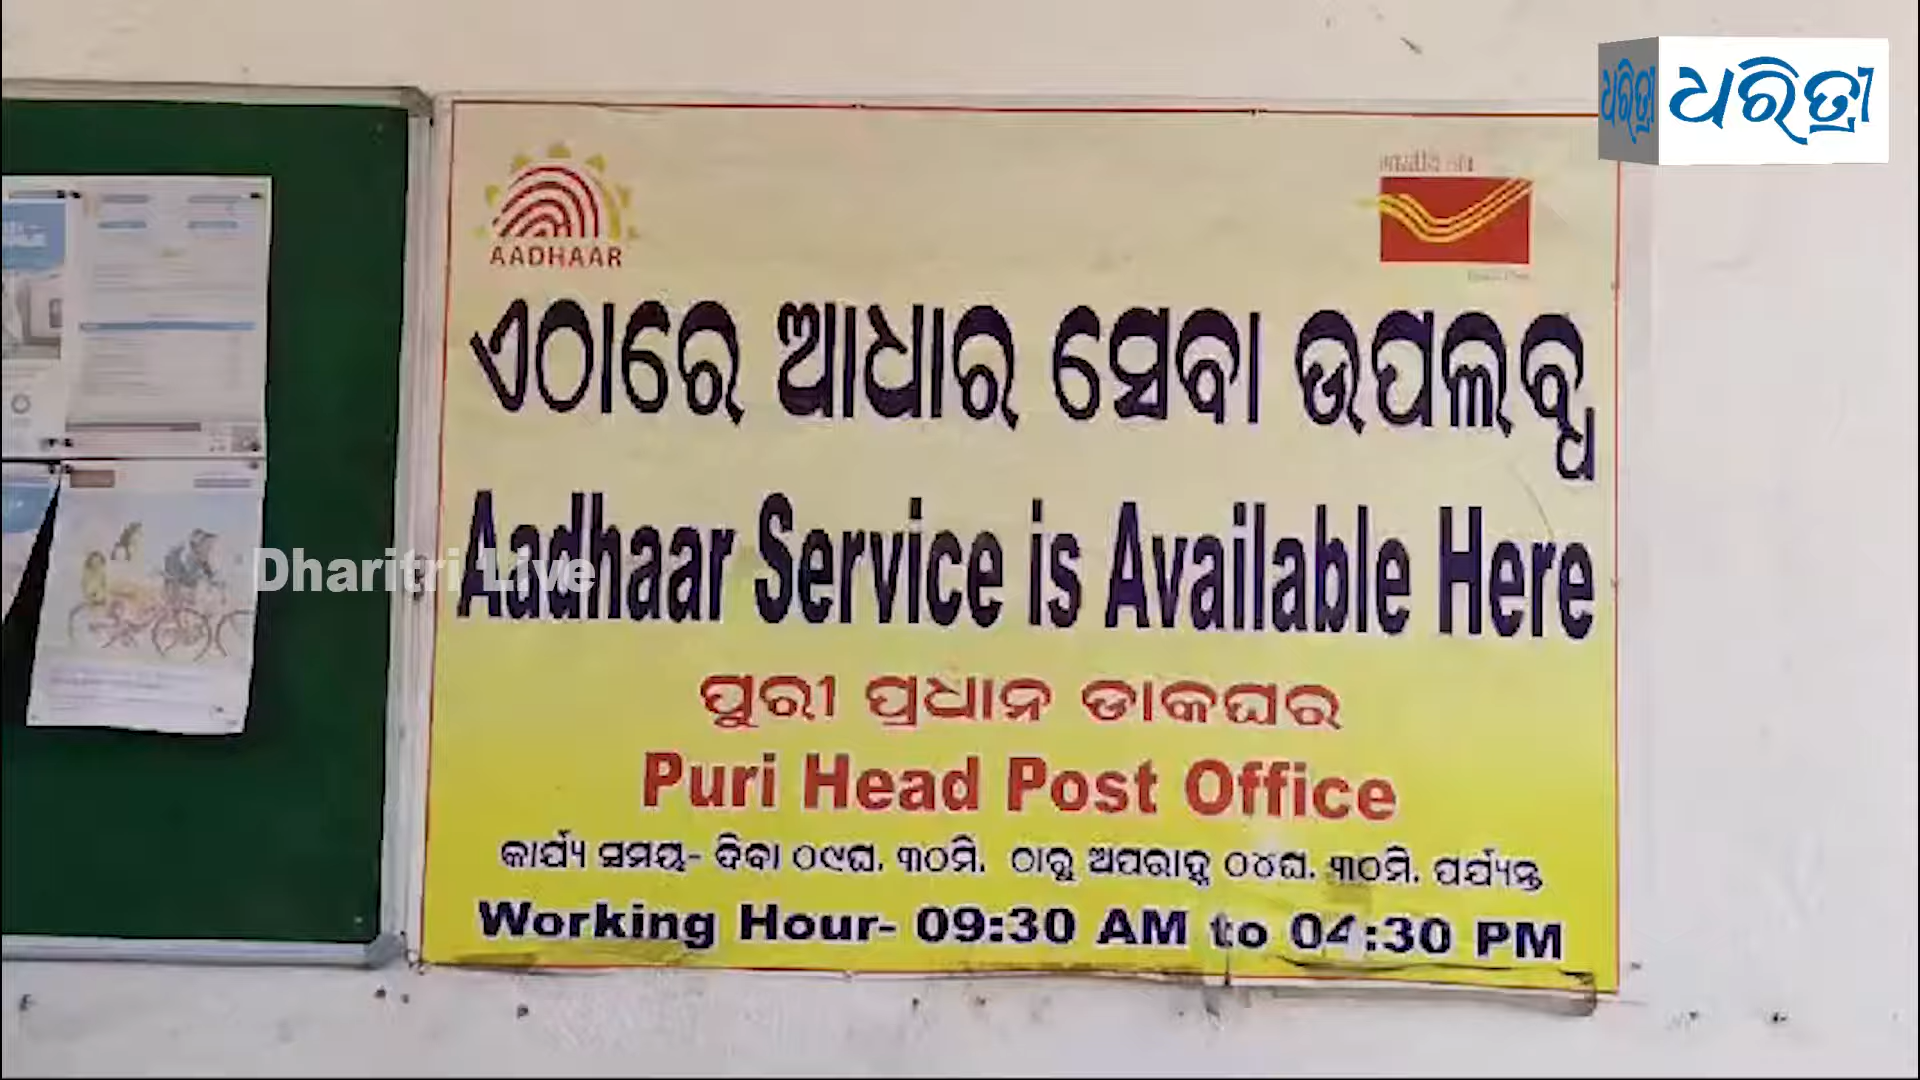 ଧରିତ୍ରୀ ଧରିତ୍ରୀ
AADHAAR
ଏଠାରେ ଆଧାର ସେବା ଉପଲବ୍ଧ
Aadhaar Service is Available Here
Dharitri Live
ପୁରୀ ପ୍ରଧାନ ଡାକଘର
Puri Head Post Office
କାର୍ଯ୍ୟ ସମୟ- ଦିବା ୦୯ଘ. ୩୦ମି. ଠାରୁ ଅପରାହ୍ନ ୦୪ଘ. ୩୦ମି. ପର୍ଯ୍ୟନ୍ତ
Working Hour- 09:30 AM to 04:30 PM